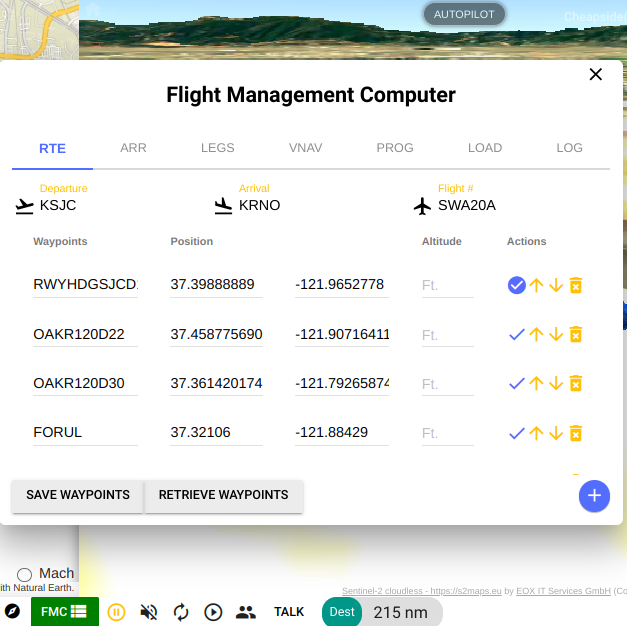 AUTOPILOT
Cheapside
Flight Management Computer
RTE ARR LEGS VNAV PROG LOAD LOG
Departure Arrival Flight #
KSJC KRNO SWA20A
Waypoints Position Altitude Actions
RWYHDGSJCD 37.39888889 -121.9652778 Ft.
OAKR120D22 37.458775690 -121.90716411 Ft.
OAKR120D30 37.361420174 -121.79265874 Ft.
FORUL 37.32106 -121.88429 Ft.
SAVE WAYPOINTS RETRIEVE WAYPOINTS
Mach
ith Natural Earth.
Sentinel-2 cloudless - https://s2maps.eu by EOX IT Services GmbH (Co
FMC TALK Dest 215 nm